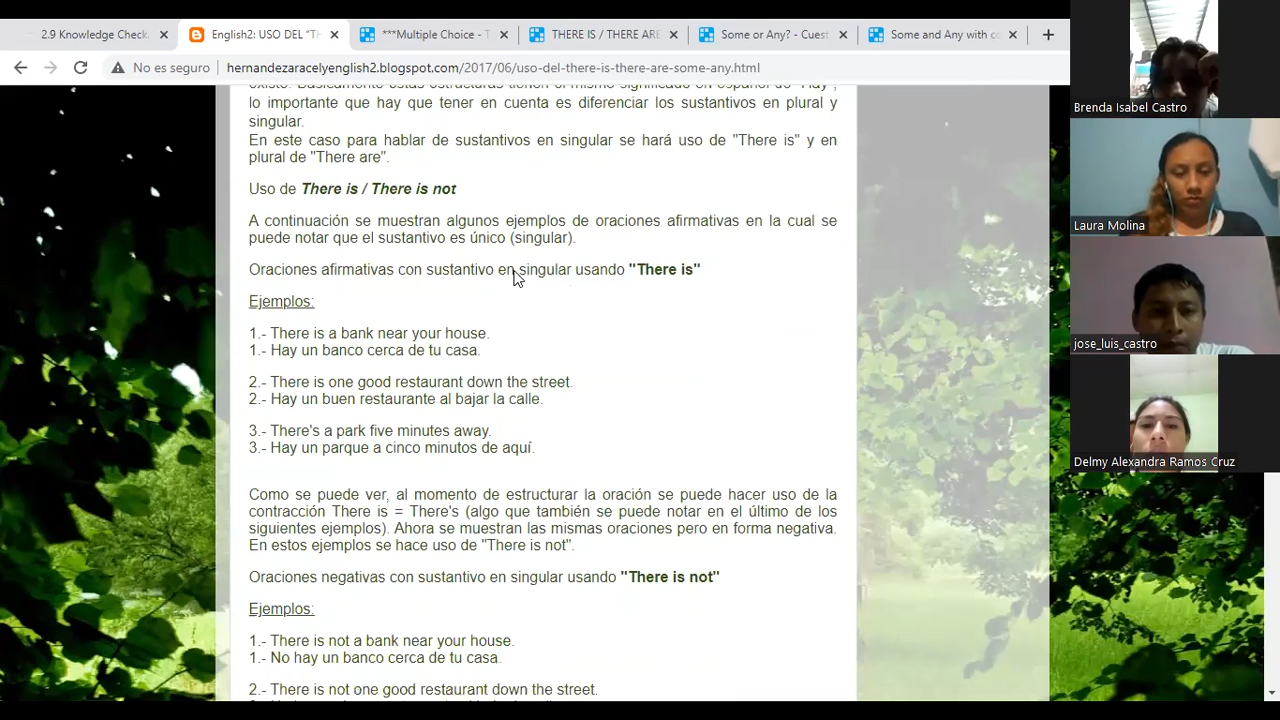 2.9 Knowledge Check
English2: USO DEL "TH
***Multiple Choice - T
THERE IS / THERE ARE
Some or Any? - Cuest
Some and Any with co
No es seguro
hernandezaracelyenglish2.blogspot.com/2017/06/uso-del-there-is-there-are-some-any.html
existe. Básicamente estas estructuras tienen el mismo significado en español de "Hay",
lo importante que hay que tener en cuenta es diferenciar los sustantivos en plural y
singular.
En este caso para hablar de sustantivos en singular se hará uso de "There is" y en
plural de "There are".
Uso de There is / There is not
A continuación se muestran algunos ejemplos de oraciones afirmativas en la cual se
puede notar que el sustantivo es único (singular).
Oraciones afirmativas con sustantivo en singular usando "There is"
Ejemplos:
1.- There is a bank near your house.
1.- Hay un banco cerca de tu casa.
2.- There is one good restaurant down the street.
2.- Hay un buen restaurante al bajar la calle.
3.- There's a park five minutes away.
3.- Hay un parque a cinco minutos de aquí.
Como se puede ver, al momento de estructurar la oración se puede hacer uso de la
contracción There is = There's (algo que también se puede notar en el último de los
siguientes ejemplos). Ahora se muestran las mismas oraciones pero en forma negativa.
En estos ejemplos se hace uso de "There is not".
Oraciones negativas con sustantivo en singular usando "There is not"
Ejemplos:
1.- There is not a bank near your house.
1.- No hay un banco cerca de tu casa.
2.- There is not one good restaurant down the street.
Brenda Isabel Castro
Laura Molina
jose_luis_castro
Delmy Alexandra Ramos Cruz